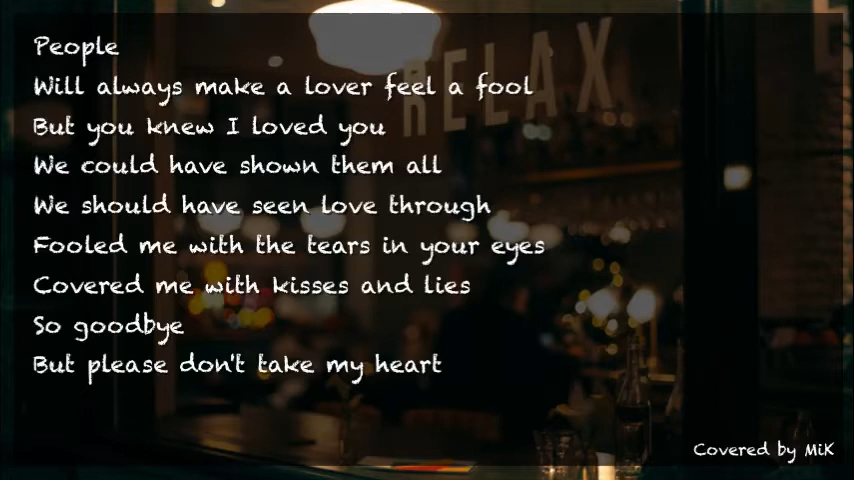 RELAX
People
Will always make a lover feel a fool
But you knew I loved you
We could have shown them all
We should have seen love through
Fooled me with the tears in your eyes
Covered me with kisses and lies
So goodbye
But please don't take my heart
Covered by MiK